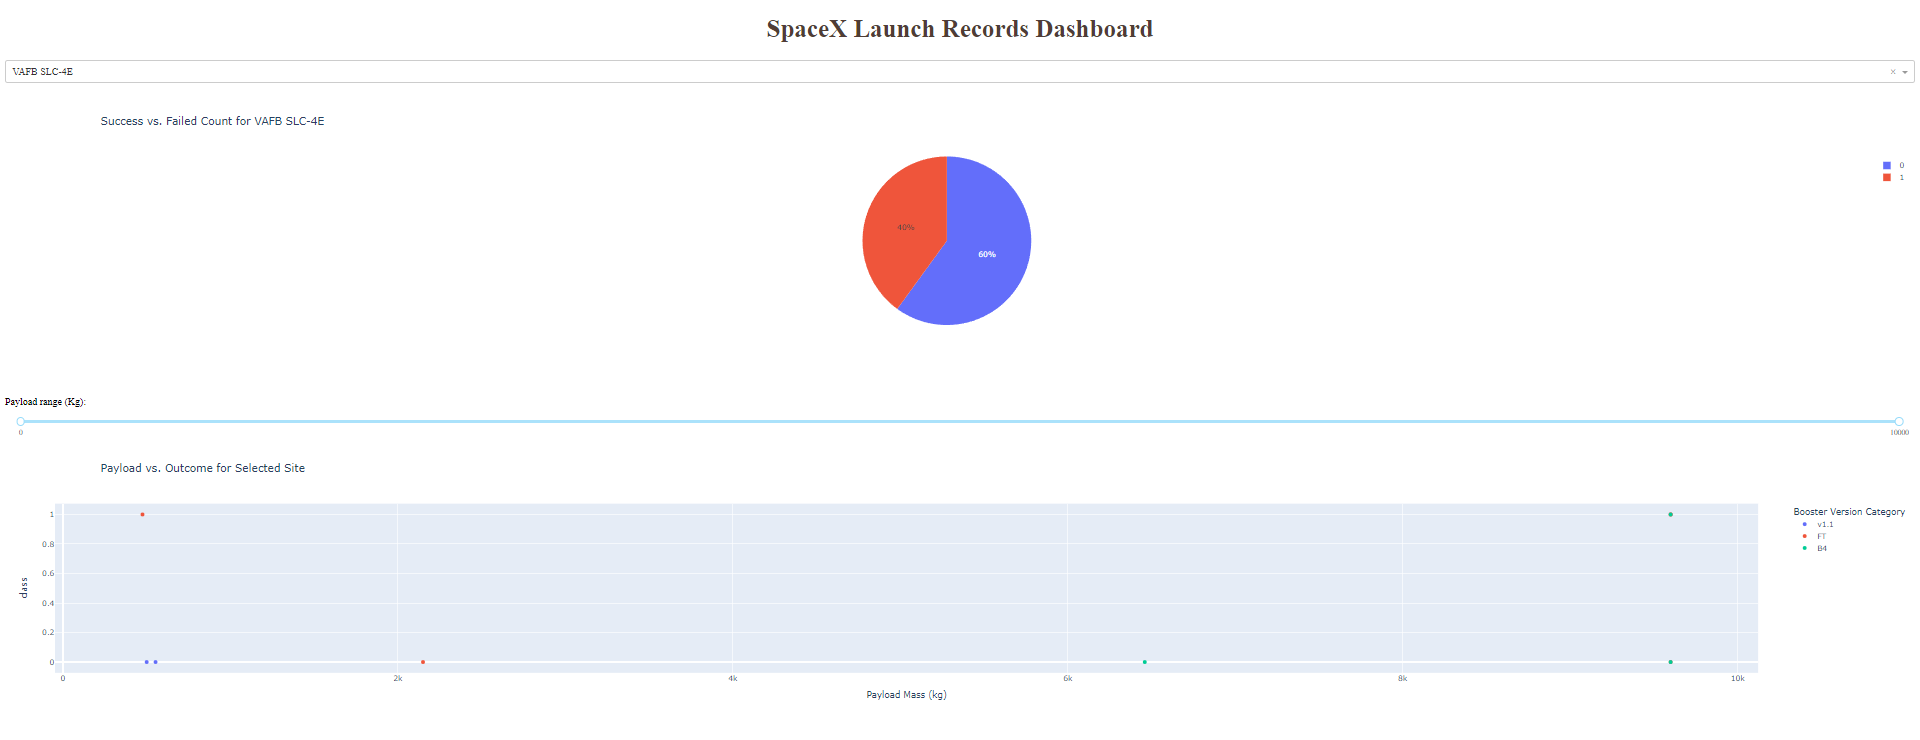 SpaceX Launch Records Dashboard
VAFB SLC-4E
×
Success vs. Failed Count for VAFB SLC-4E
0
1
40%
60%
Payload range (Kg):
0
10000
Payload vs. Outcome for Selected Site
Booster Version Category
v1.1
FT
B4
1
0.8
0.6
0.4
0.2
0
class
0
2k
4k
6k
8k
10k
Payload Mass (kg)